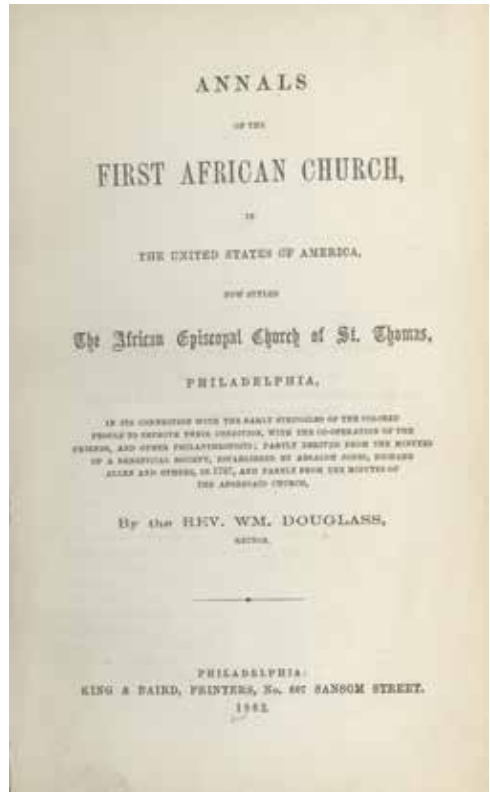 ANNALS
OF THE
FIRST AFRICAN CHURCH,
IN
THE UNITED STATES OF AMERICA,
NOW STYLED
The African Episcopal Church of St. Thomas,
PHILADELPHIA,
IN ITS CONNECTION WITH THE EARLY STRUGGLES OF THE COLORED
PEOPLE TO IMPROVE THEIR CONDITION, WITH THE CO-OPERATION OF THE
FRIENDS, AND OTHER PHILANTHROPISTS; PARTLY DERIVED FROM THE MINUTES
OF A BENEFICIAL SOCIETY, ESTABLISHED BY ABSALOM JONES, RICHARD
ALLEN AND OTHERS, IN 1787, AND PARTLY FROM THE MINUTES OF
THE AFORESAID CHURCH,
By the REV. WM. DOUGLASS,
RECTOR.
PHILADELPHIA:
KING & BAIRD, PRINTERS, No. 607 SANSOM STREET.
1862.